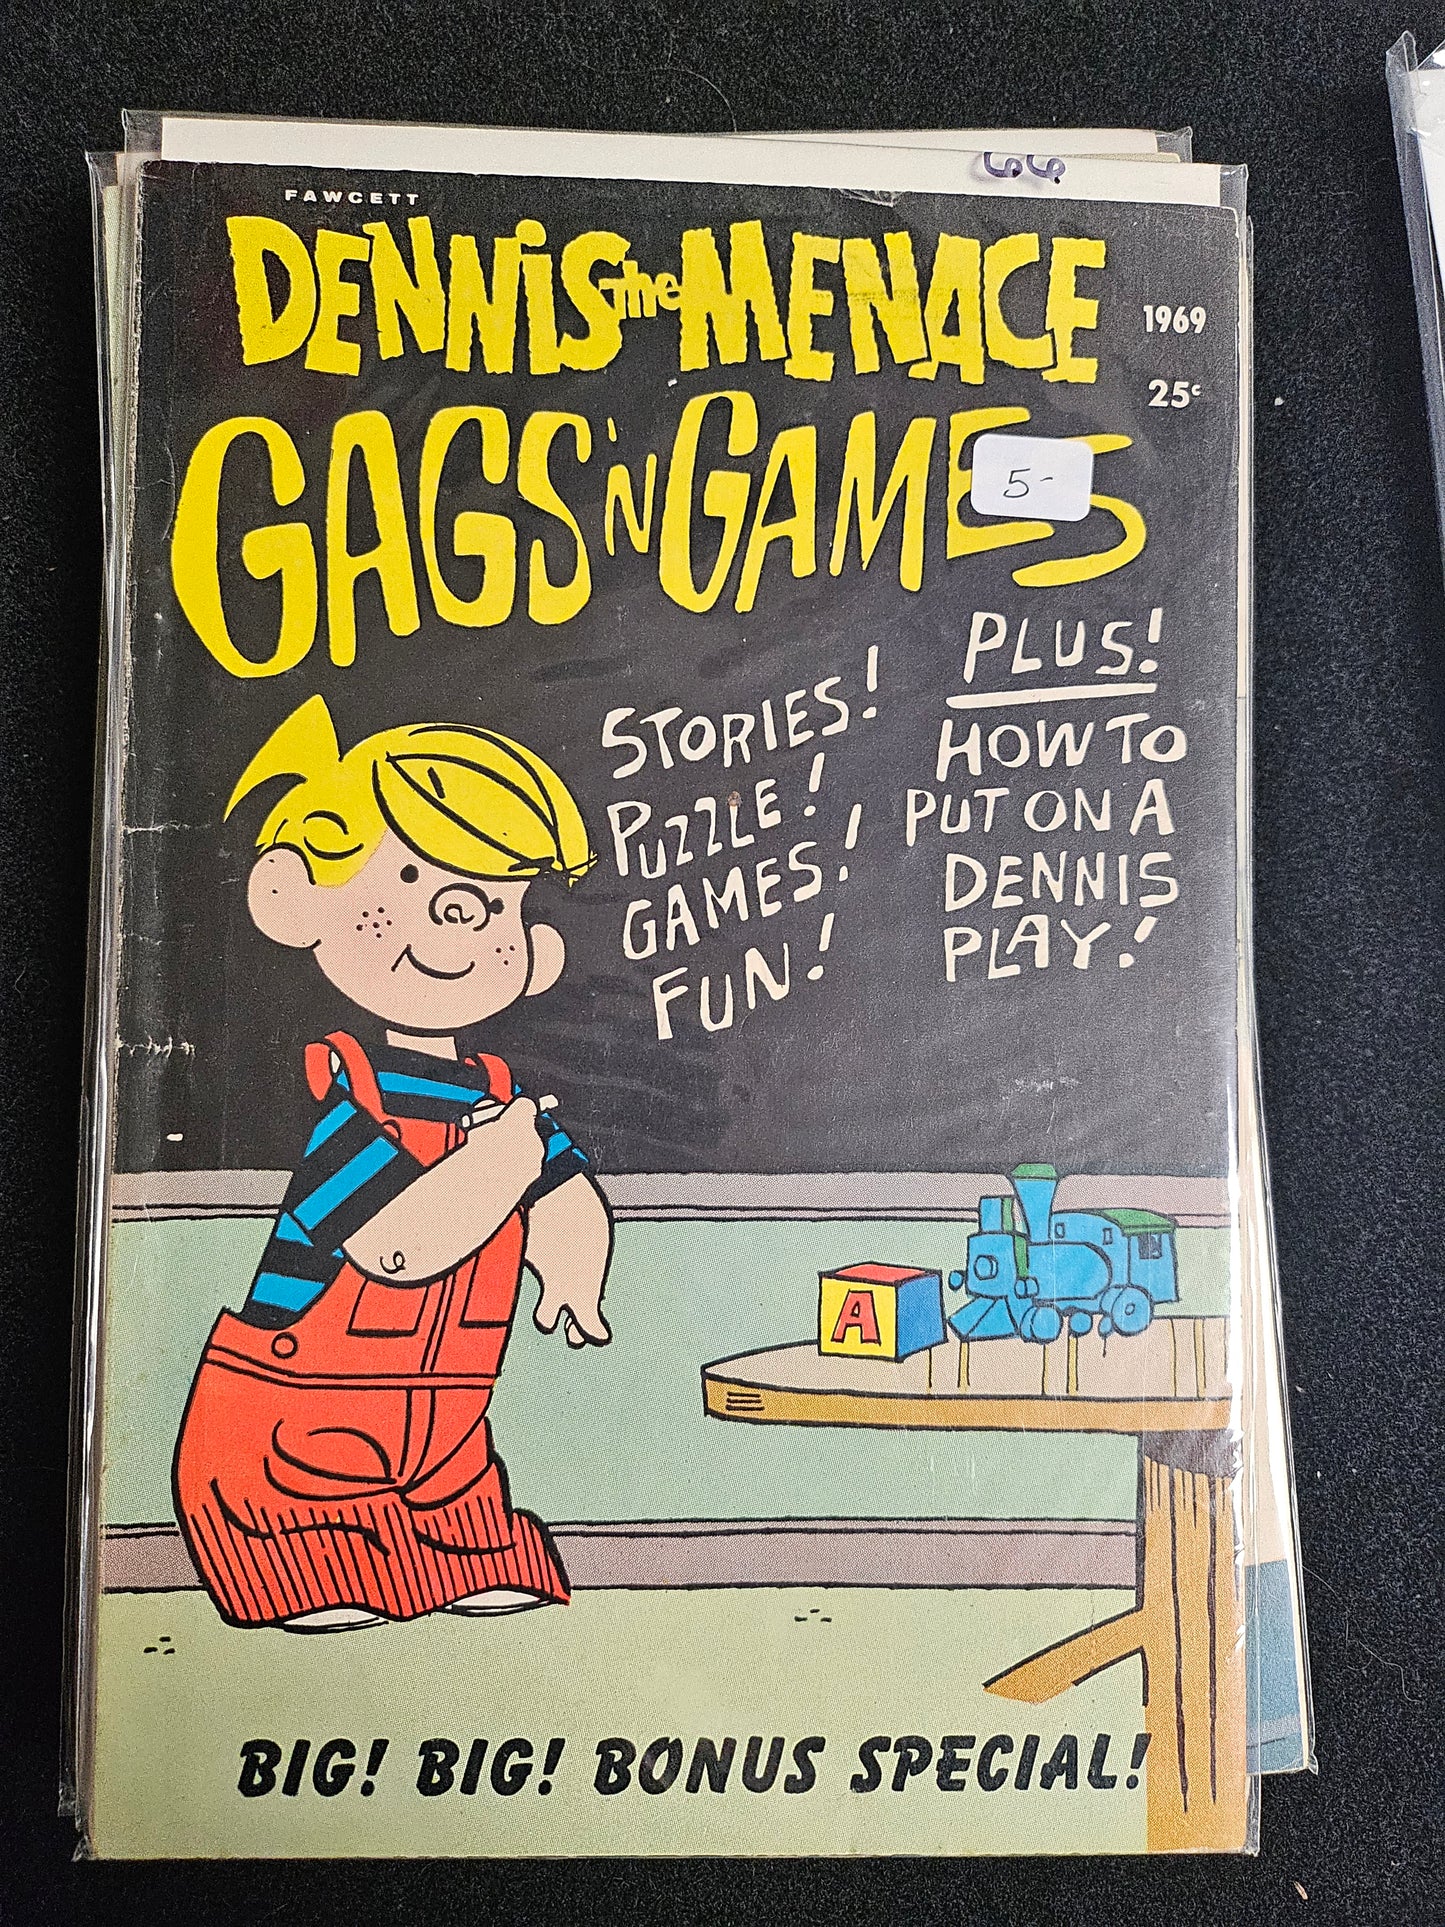 66
FAWCETT
DENNIS THE MENACE
1969
25¢
GAGS 'N GAMES
5-
STORIES!
PUZZLE!
GAMES!
FUN!
PLUS!
HOW TO
PUT ON A
DENNIS
PLAY!
A
BIG! BIG! BONUS SPECIAL!